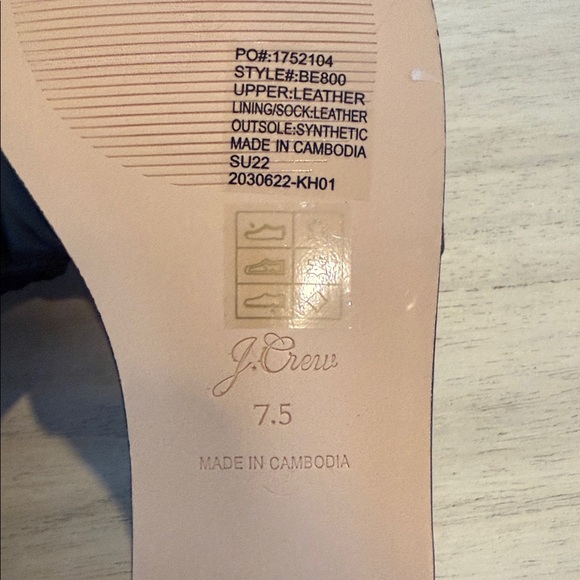 PO#:1752104
STYLE#:BE800
UPPER:LEATHER
LINING/SOCK:LEATHER
OUTSOLE:SYNTHETIC
MADE IN CAMBODIA
SU22
2030622-KH01
J.Crew
7.5
MADE IN CAMBODIA